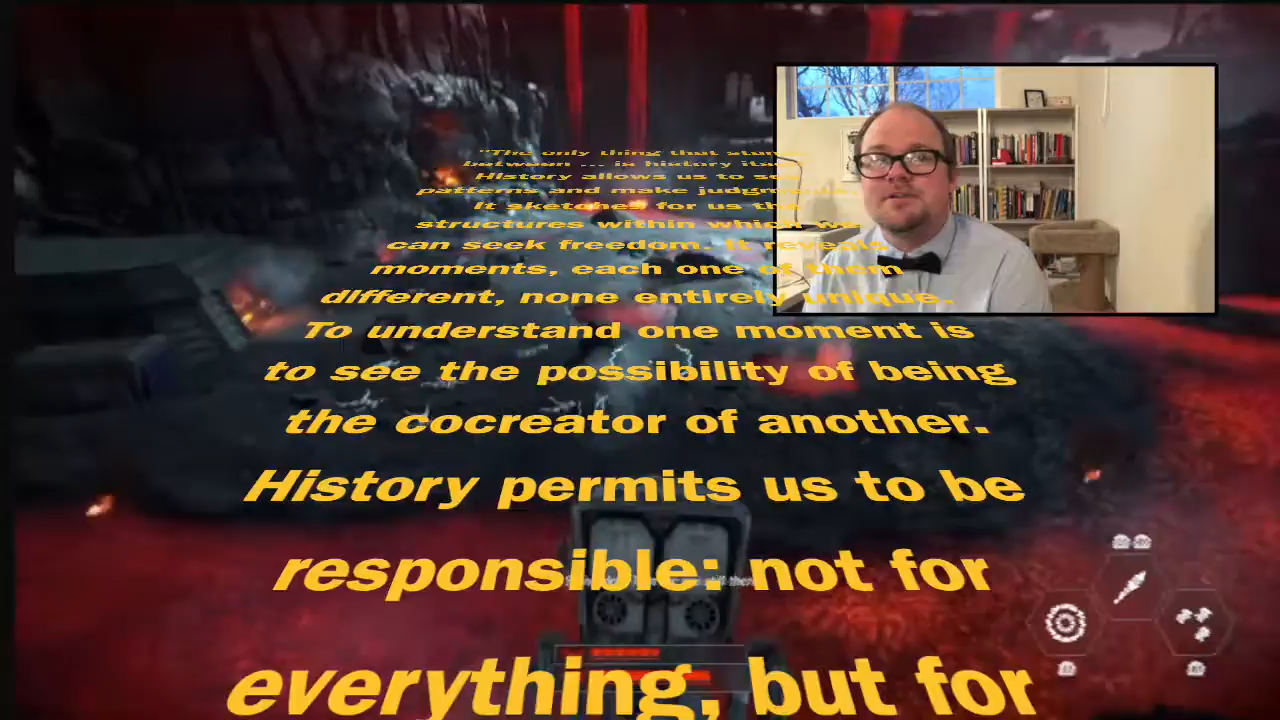 "The only thing that stands
between ... is history itself.
History allows us to see
patterns and make judgments.
It sketches for us the
structures within which we
can seek freedom. It reveals
moments, each one of them
different, none entirely unique.
To understand one moment is
to see the possibility of being
the cocreator of another.
History permits us to be
responsible: not for
everything, but for